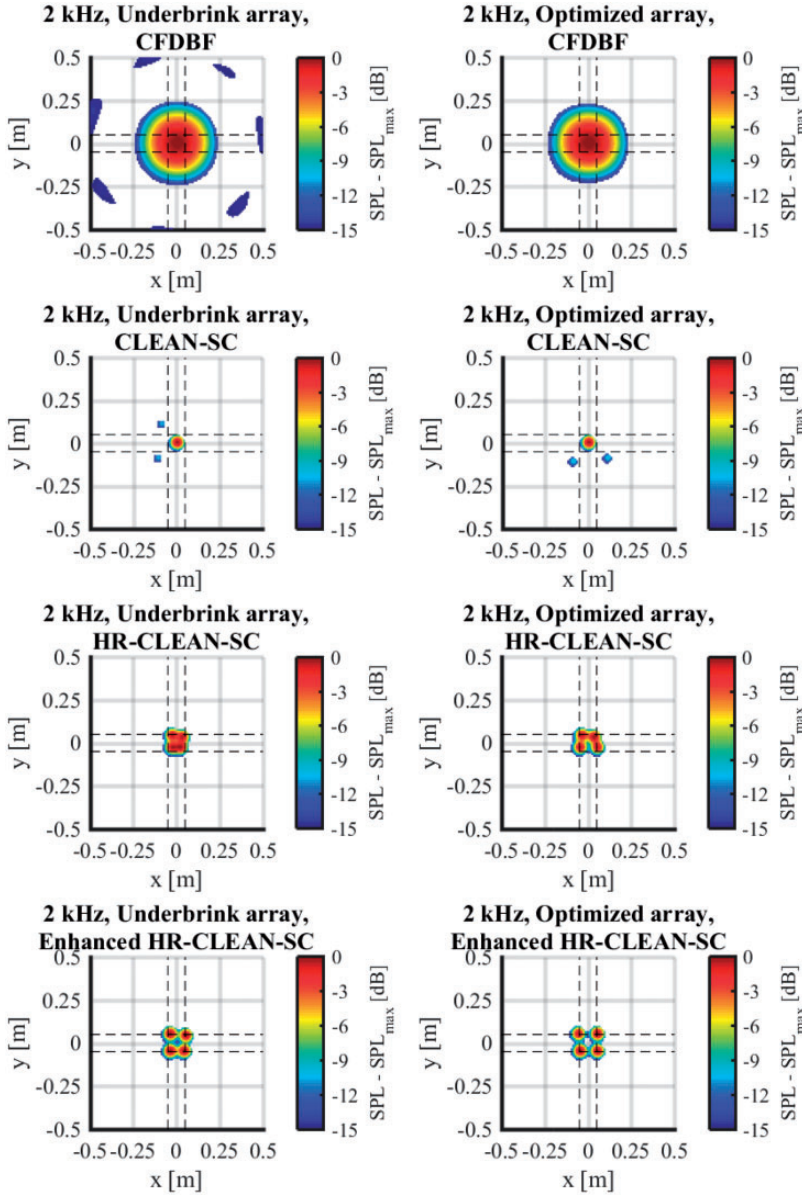 2 kHz, Underbrink array,
CFDBF
0.5
0.25
0
-0.25
-0.5
y [m]
-0.5 -0.25 0 0.25 0.5
x [m]
0
-3
-6
-9
-12
-15
SPL - SPLmax [dB]
2 kHz, Optimized array,
CFDBF
0.5
0.25
0
-0.25
-0.5
y [m]
-0.5 -0.25 0 0.25 0.5
x [m]
0
-3
-6
-9
-12
-15
SPL - SPLmax [dB]
2 kHz, Underbrink array,
CLEAN-SC
0.5
0.25
0
-0.25
-0.5
y [m]
-0.5 -0.25 0 0.25 0.5
x [m]
0
-3
-6
-9
-12
-15
SPL - SPLmax [dB]
2 kHz, Optimized array,
CLEAN-SC
0.5
0.25
0
-0.25
-0.5
y [m]
-0.5 -0.25 0 0.25 0.5
x [m]
0
-3
-6
-9
-12
-15
SPL - SPLmax [dB]
2 kHz, Underbrink array,
HR-CLEAN-SC
0.5
0.25
0
-0.25
-0.5
y [m]
-0.5 -0.25 0 0.25 0.5
x [m]
0
-3
-6
-9
-12
-15
SPL - SPLmax [dB]
2 kHz, Optimized array,
HR-CLEAN-SC
0.5
0.25
0
-0.25
-0.5
y [m]
-0.5 -0.25 0 0.25 0.5
x [m]
0
-3
-6
-9
-12
-15
SPL - SPLmax [dB]
2 kHz, Underbrink array,
Enhanced HR-CLEAN-SC
0.5
0.25
0
-0.25
-0.5
y [m]
-0.5 -0.25 0 0.25 0.5
x [m]
0
-3
-6
-9
-12
-15
SPL - SPLmax [dB]
2 kHz, Optimized array,
Enhanced HR-CLEAN-SC
0.5
0.25
0
-0.25
-0.5
y [m]
-0.5 -0.25 0 0.25 0.5
x [m]
0
-3
-6
-9
-12
-15
SPL - SPLmax [dB]